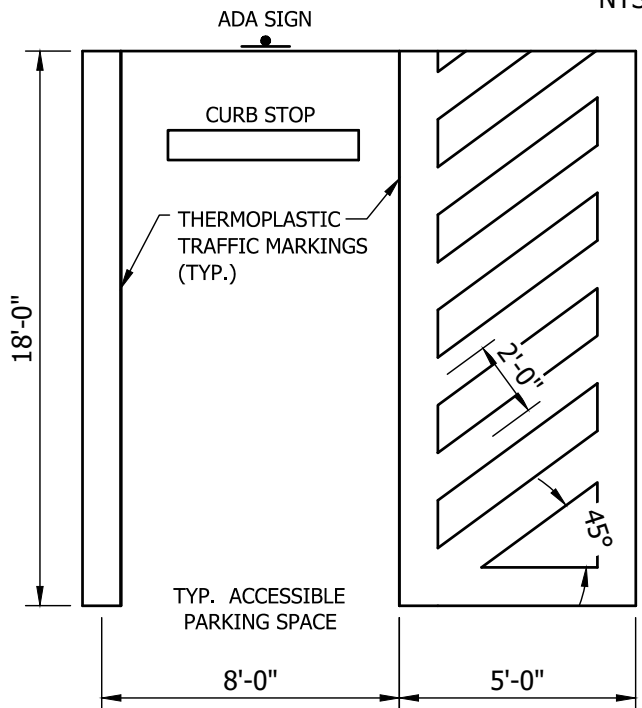 NTS
ADA SIGN
CURB STOP
THERMOPLASTIC
TRAFFIC MARKINGS
(TYP.)
18'-0"
2'-0"
45°
TYP. ACCESSIBLE
PARKING SPACE
8'-0"
5'-0"